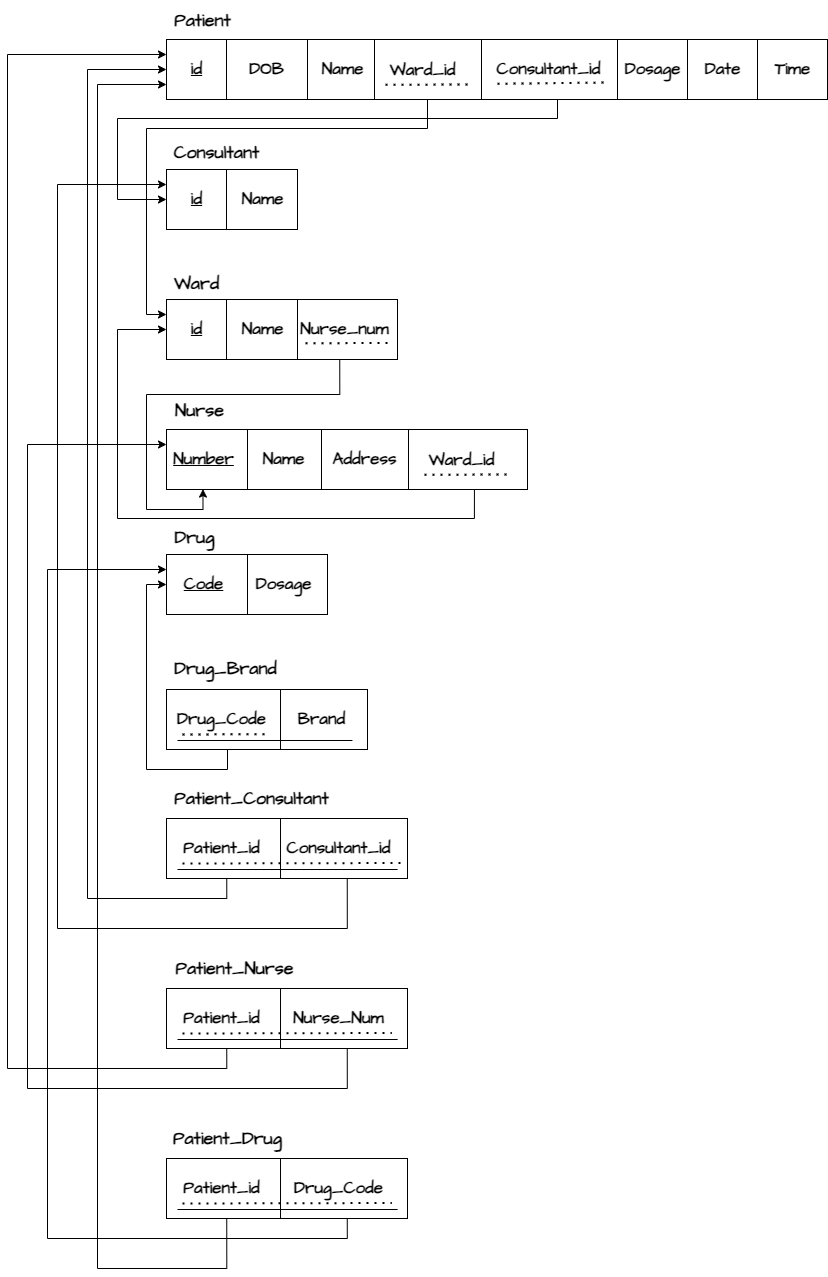 Patient
id DOB Name Ward_id Consultant_id Dosage Date Time
Consultant
id Name
Ward
id Name Nurse_num
Nurse
Number Name Address Ward_id
Drug
Code Dosage
Drug_Brand
Drug_Code Brand
Patient_Consultant
Patient_id Consultant_id
Patient_Nurse
Patient_id Nurse_Num
Patient_Drug
Patient_id Drug_Code